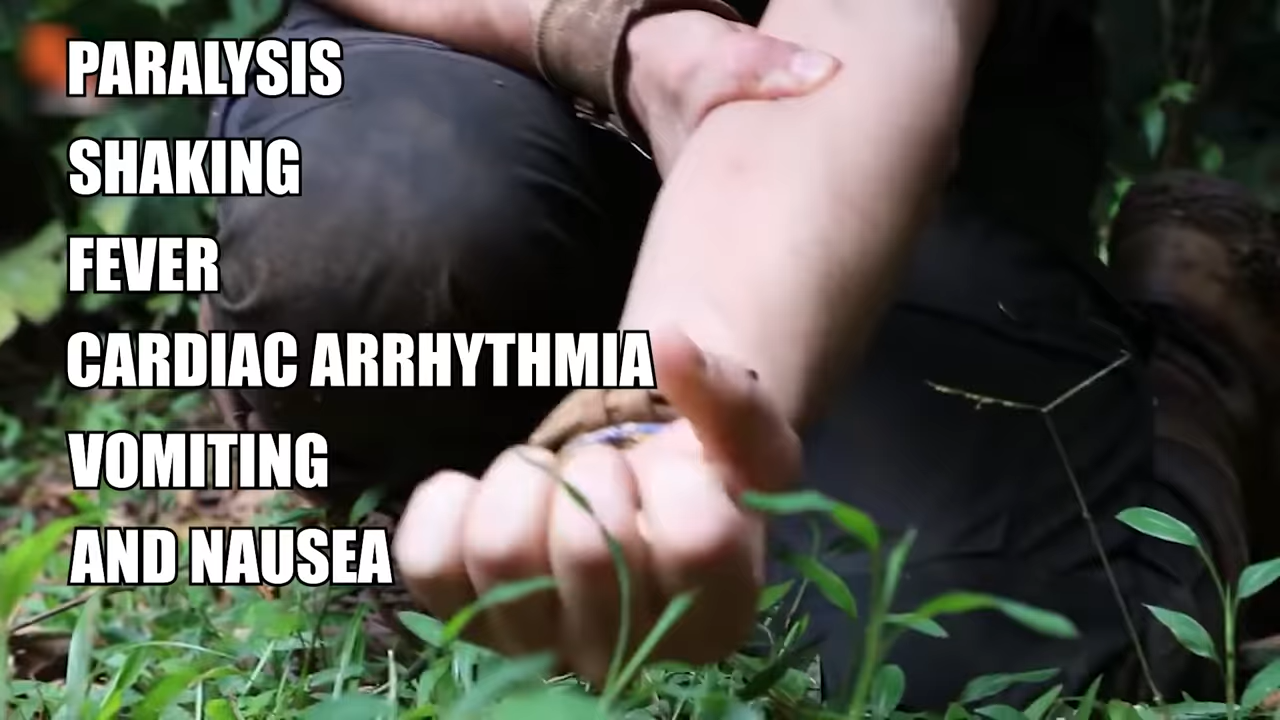 PARALYSIS
SHAKING
FEVER
CARDIAC ARRHYTHMIA
VOMITING
AND NAUSEA